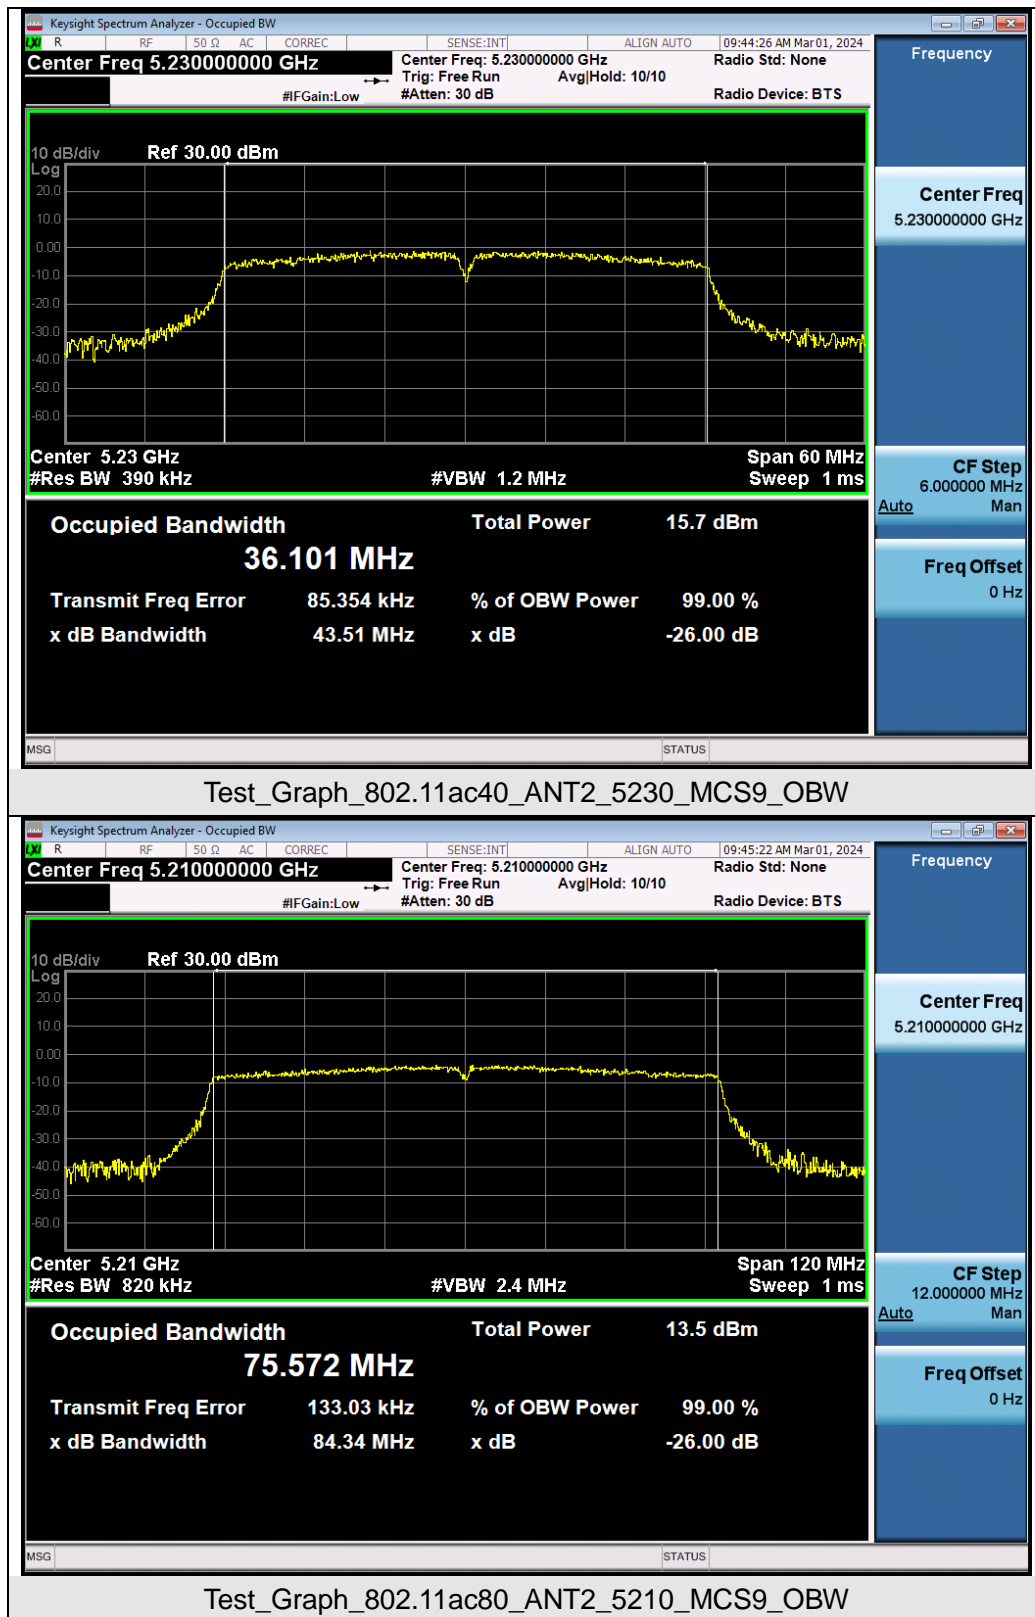 Keysight Spectrum Analyzer - Occupied BW
LXI R RF 50 Ω AC CORREC SENSE:INT ALIGN AUTO 09:44:26 AM Mar 01, 2024
Center Freq 5.230000000 GHz
Center Freq: 5.230000000 GHz
Radio Std: None
Trig: Free Run Avg|Hold: 10/10
#IFGain:Low
#Atten: 30 dB
Radio Device: BTS
Frequency
10 dB/div Ref 30.00 dBm
Log
20.0
10.0
0.00
-10.0
-20.0
-30.0
-40.0
-50.0
-60.0
Center Freq
5.230000000 GHz
Center 5.23 GHz Span 60 MHz
#Res BW 390 kHz #VBW 1.2 MHz Sweep 1 ms
CF Step
6.000000 MHz
Auto Man
Occupied Bandwidth Total Power 15.7 dBm
36.101 MHz
Freq Offset
0 Hz
Transmit Freq Error 85.354 kHz % of OBW Power 99.00 %
x dB Bandwidth 43.51 MHz x dB -26.00 dB
MSG STATUS
Test_Graph_802.11ac40_ANT2_5230_MCS9_OBW
Keysight Spectrum Analyzer - Occupied BW
LXI R RF 50 Ω AC CORREC SENSE:INT ALIGN AUTO 09:45:22 AM Mar 01, 2024
Center Freq 5.210000000 GHz
Center Freq: 5.210000000 GHz
Radio Std: None
Trig: Free Run Avg|Hold: 10/10
#IFGain:Low
#Atten: 30 dB
Radio Device: BTS
Frequency
10 dB/div Ref 30.00 dBm
Log
20.0
10.0
0.00
-10.0
-20.0
-30.0
-40.0
-50.0
-60.0
Center Freq
5.210000000 GHz
Center 5.21 GHz Span 120 MHz
#Res BW 820 kHz #VBW 2.4 MHz Sweep 1 ms
CF Step
12.000000 MHz
Auto Man
Occupied Bandwidth Total Power 13.5 dBm
75.572 MHz
Freq Offset
0 Hz
Transmit Freq Error 133.03 kHz % of OBW Power 99.00 %
x dB Bandwidth 84.34 MHz x dB -26.00 dB
MSG STATUS
Test_Graph_802.11ac80_ANT2_5210_MCS9_OBW